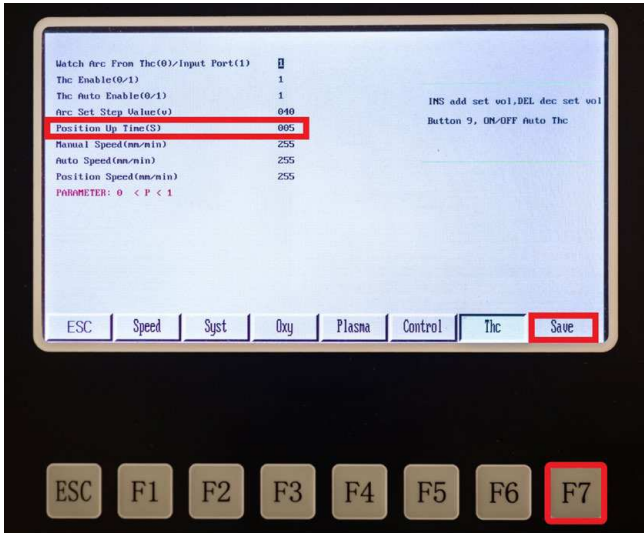 Watch Arc From Thc(0)/Input Port(1) 1
Thc Enable(0/1) 1
Thc Auto Enable(0/1) 1
Arc Set Step Value(v) 040
Position Up Time(S) 005
Manual Speed(mm/min) 255
Auto Speed(mm/min) 255
Position Speed(mm/min) 255
PARAMETER: 0 < P < 1
INS add set vol,DEL dec set vol
Button 9, ON/OFF Auto Thc
ESC Speed Syst Oxy Plasma Control Thc Save
ESC F1 F2 F3 F4 F5 F6 F7